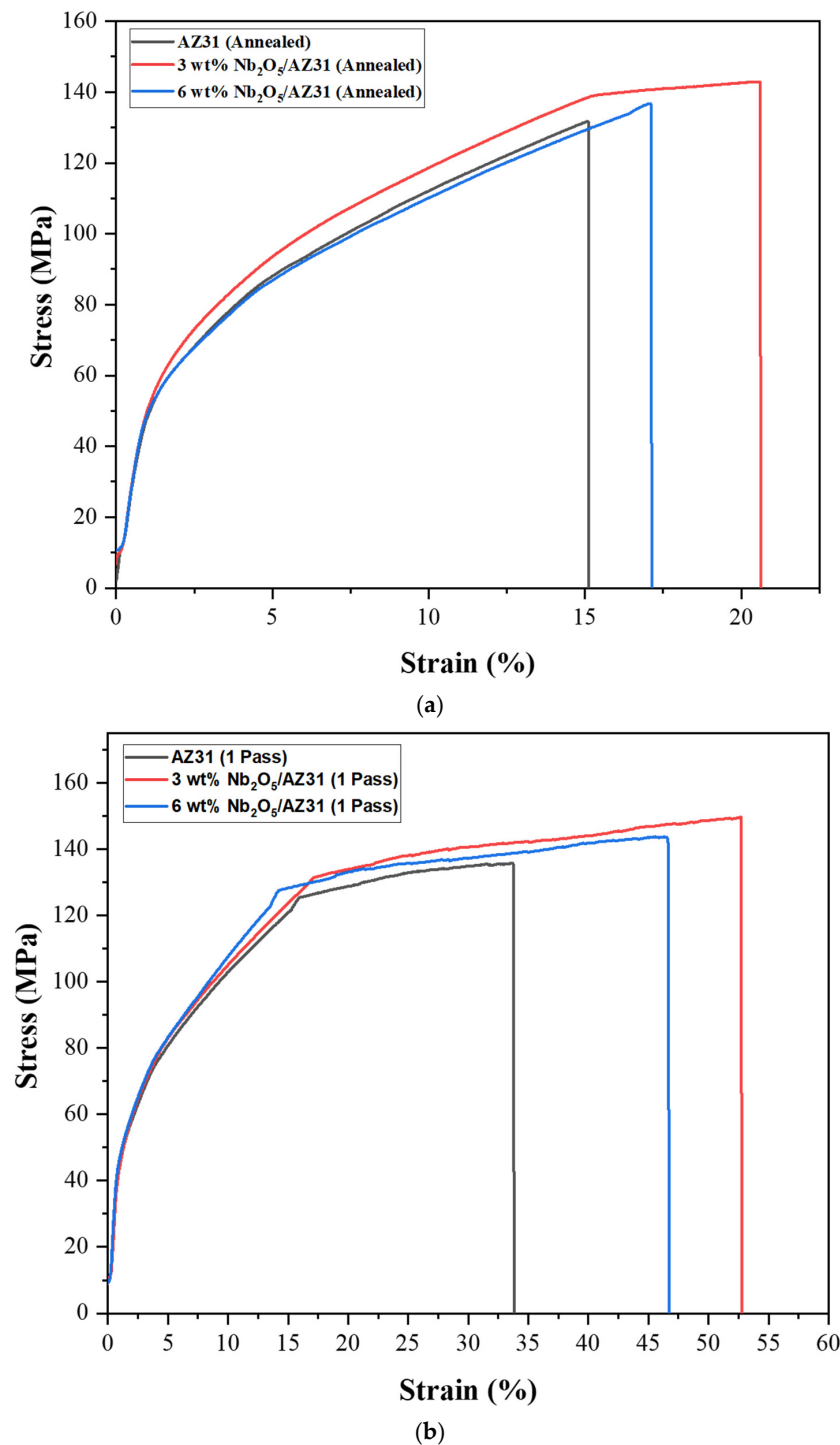 160
AZ31 (Annealed)
3 wt% Nb₂O₅/AZ31 (Annealed)
6 wt% Nb₂O₅/AZ31 (Annealed)
140
120
100
80
60
40
20
0
Stress (MPa)
0 5 10 15 20
Strain (%)
(a)
AZ31 (1 Pass)
3 wt% Nb₂O₅/AZ31 (1 Pass)
6 wt% Nb₂O₅/AZ31 (1 Pass)
160
140
120
100
80
60
40
20
0
Stress (MPa)
0 5 10 15 20 25 30 35 40 45 50 55 60
Strain (%)
(b)